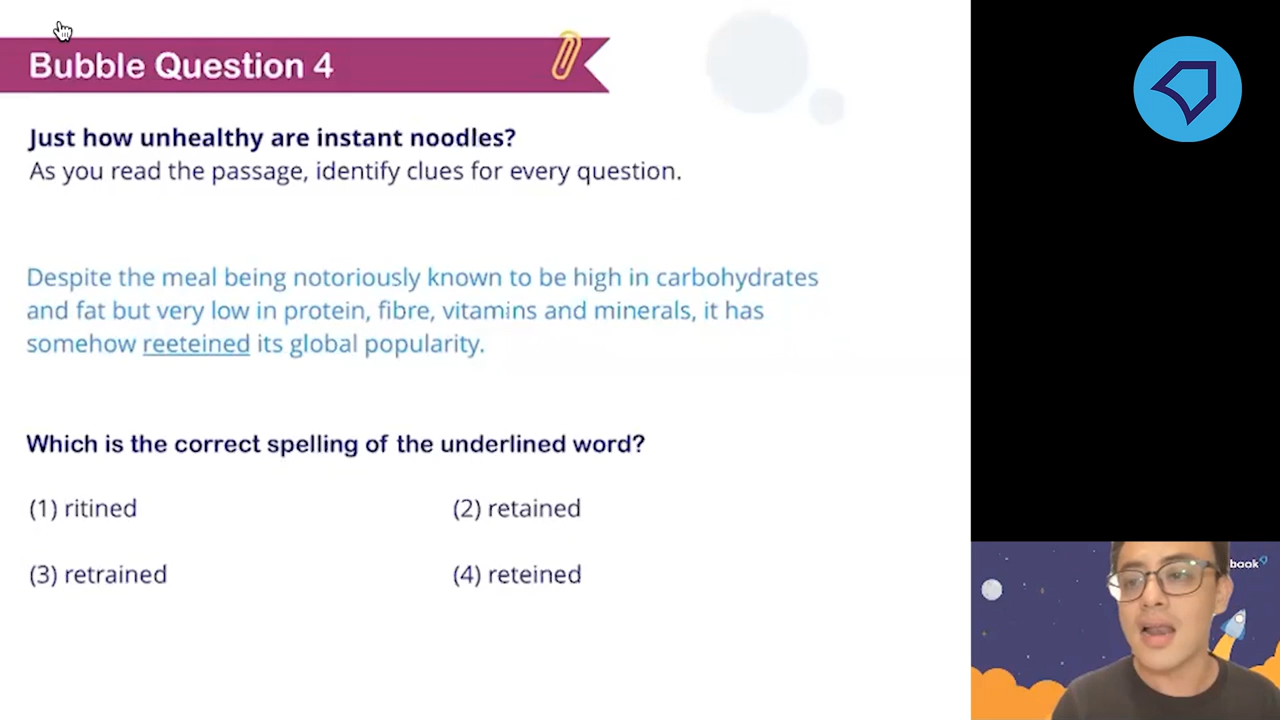 Bubble Question 4
Just how unhealthy are instant noodles?
As you read the passage, identify clues for every question.
Despite the meal being notoriously known to be high in carbohydrates
and fat but very low in protein, fibre, vitamins and minerals, it has
somehow reeteined its global popularity.
Which is the correct spelling of the underlined word?
(1) ritined
(2) retained
(3) retrained
(4) reteined
book